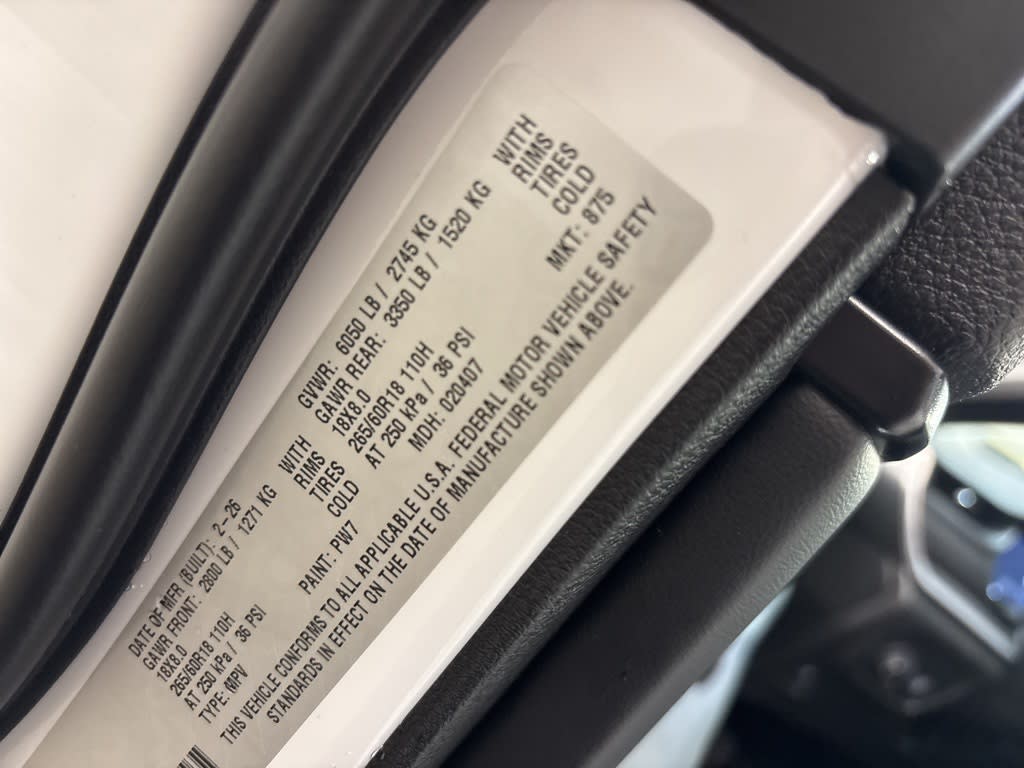 DATE OF MFR (BUILT): 2-26 GVWR: 6050 LB / 2745 KG
GAWR FRONT: 2800 LB / 1271 KG WITH GAWR REAR: 3350 LB / 1520 KG WITH
18X8.0 RIMS 18X8.0 RIMS
265/60R18 110H TIRES 265/60R18 110H TIRES
AT 250 kPa / 36 PSI COLD AT 250 kPa / 36 PSI COLD
TYPE: MPV PAINT: PW7 MDH: 020407 MKT: 875
THIS VEHICLE CONFORMS TO ALL APPLICABLE U.S.A. FEDERAL MOTOR VEHICLE SAFETY
STANDARDS IN EFFECT ON THE DATE OF MANUFACTURE SHOWN ABOVE.